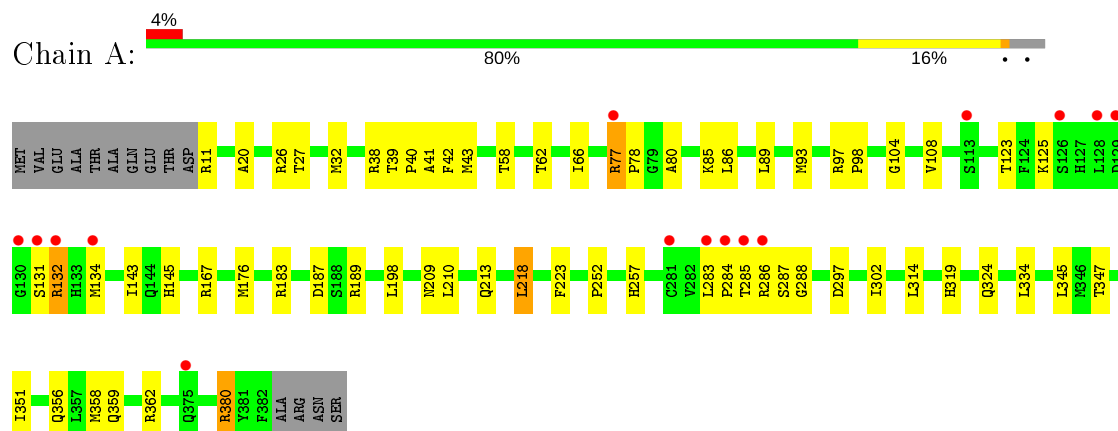 4%
Chain A:
80% 16% • •
MET VAL GLU ALA THR ALA GLN GLU THR ASP R11 A20 R26 T27 M32 R38 T39 P40 A41 F42 M43 T58 T62 I66 R77 P78 G79 A80 K85 L86 L89 M93 R97 P98 G104 V108 S113 T123 F124 K125 S126 H127 L128 D129
G130 S131 R132 H133 M134 I143 Q144 H145 R167 M176 R183 D187 S188 R189 L198 N209 L210 Q213 L218 F223 P252 H257 C281 V282 L283 P284 T285 R286 S287 G288 D297 I302 L314 H319 Q324 L334 L345 M346 T347
I351 Q356 L357 M358 Q359 R362 Q375 R380 Y381 F382 ALA ARG ASN SER